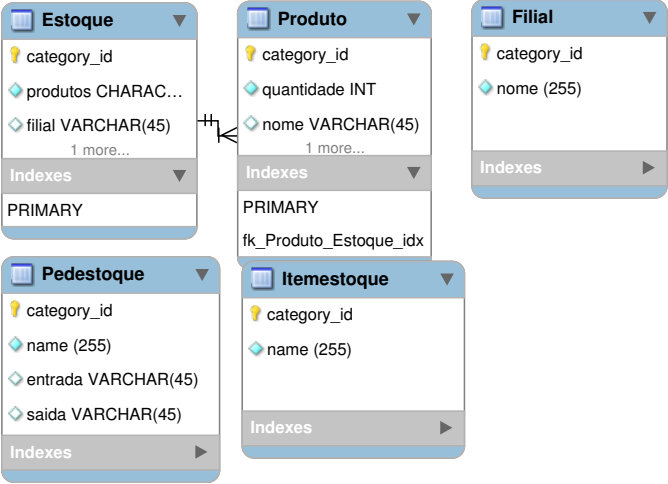 Estoque
category_id
produtos CHARAC...
filial VARCHAR(45)
1 more...
Indexes
PRIMARY
Produto
category_id
quantidade INT
nome VARCHAR(45)
1 more...
Indexes
PRIMARY
fk_Produto_Estoque_idx
Filial
category_id
nome (255)
Indexes
Pedestoque
category_id
name (255)
entrada VARCHAR(45)
saida VARCHAR(45)
Indexes
Itemestoque
category_id
name (255)
Indexes